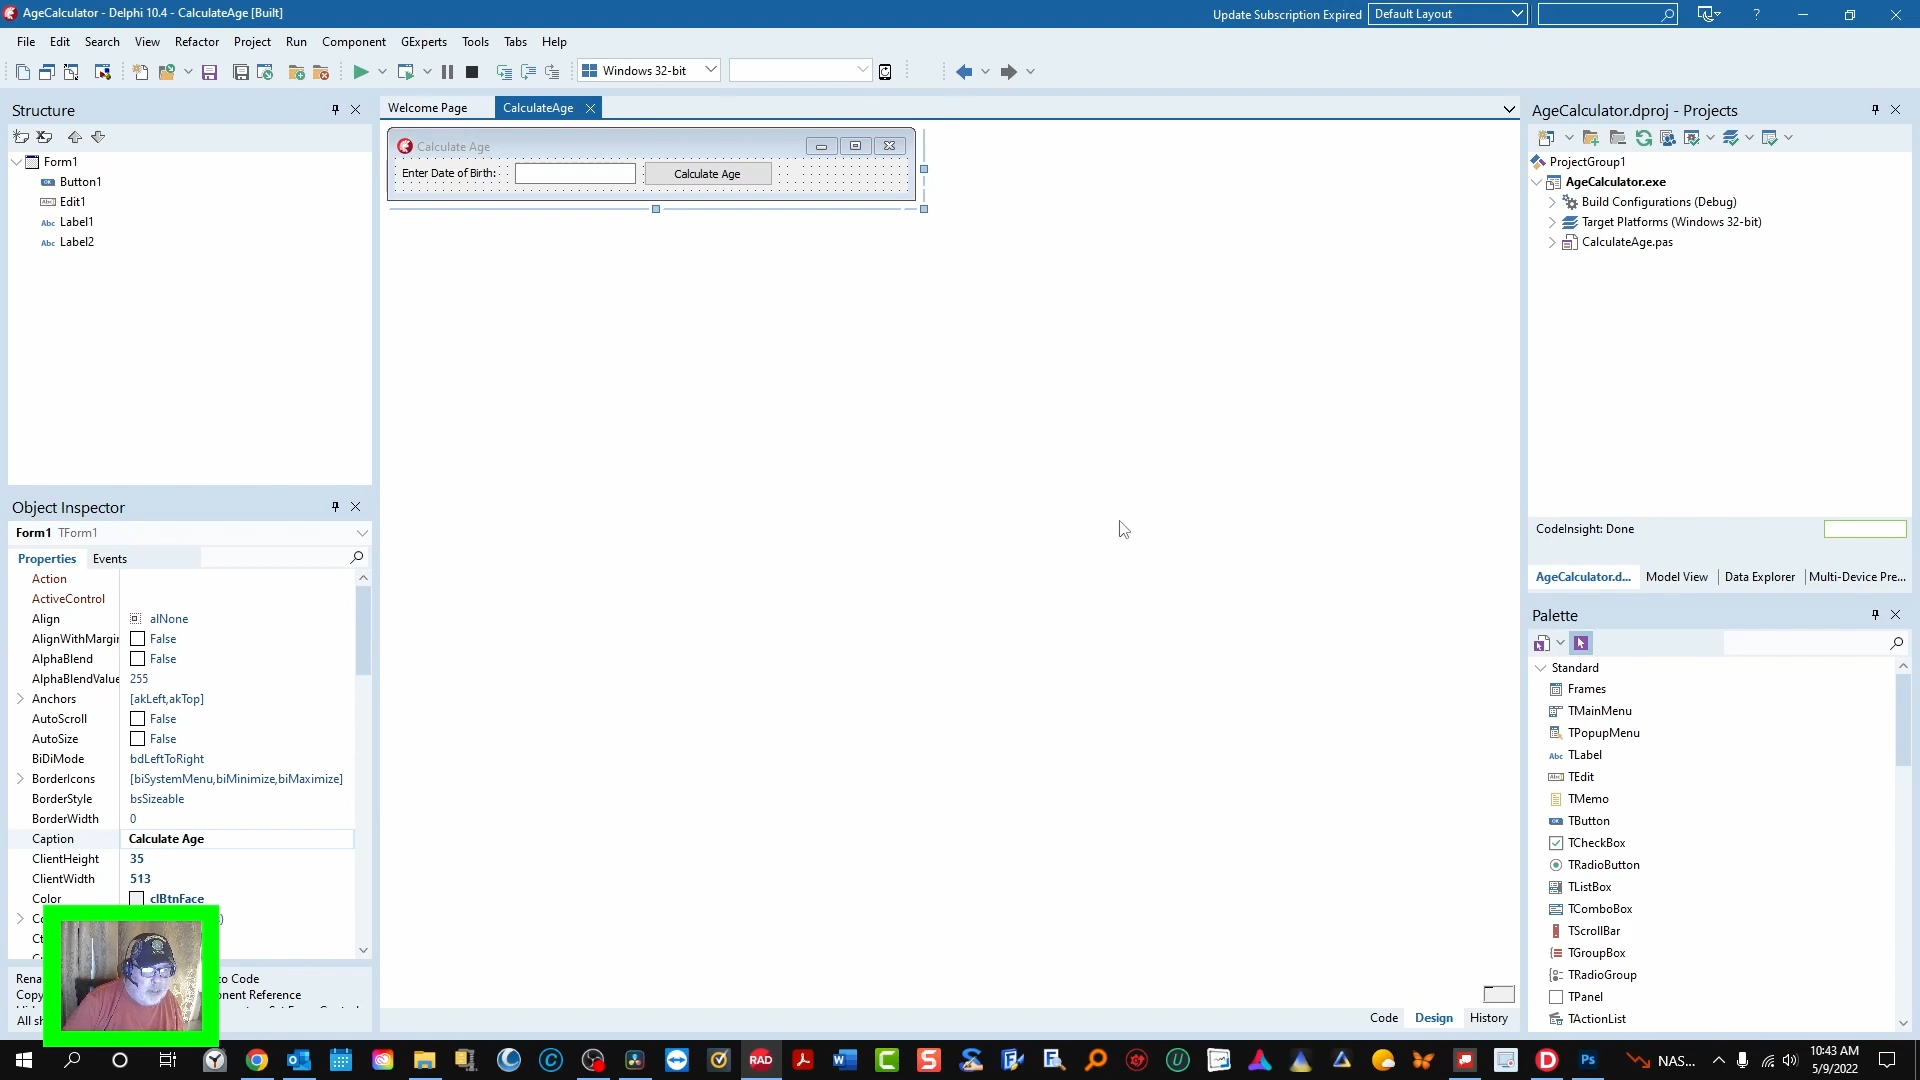 AgeCalculator - Delphi 10.4 - CalculateAge [Built]
Update Subscription Expired
Default Layout
?
File Edit Search View Refactor Project Run Component GExperts Tools Tabs Help
Windows 32-bit
Structure
Form1
Button1
Edit1
Abc Label1
Abc Label2
Object Inspector
Form1 TForm1
Properties Events
Action
ActiveControl
Align alNone
AlignWithMargin False
AlphaBlend False
AlphaBlendValue 255
Anchors [akLeft,akTop]
AutoScroll False
AutoSize False
BiDiMode bdLeftToRight
BorderIcons [biSystemMenu,biMinimize,biMaximize]
BorderStyle bsSizeable
BorderWidth 0
Caption Calculate Age
ClientHeight 35
ClientWidth 513
Color clBtnFace
Welcome Page
CalculateAge
Calculate Age
Enter Date of Birth:
Calculate Age
Code Design History
AgeCalculator.dproj - Projects
ProjectGroup1
AgeCalculator.exe
Build Configurations (Debug)
Target Platforms (Windows 32-bit)
CalculateAge.pas
CodeInsight: Done
AgeCalculator.d... Model View Data Explorer Multi-Device Pre...
Palette
Standard
Frames
TMainMenu
TPopupMenu
Abc TLabel
TEdit
TMemo
TButton
TCheckBox
TRadioButton
TListBox
TComboBox
TScrollBar
TGroupBox
TRadioGroup
TPanel
TActionList
RAD
Ps
NAS...
10:43 AM
5/9/2022